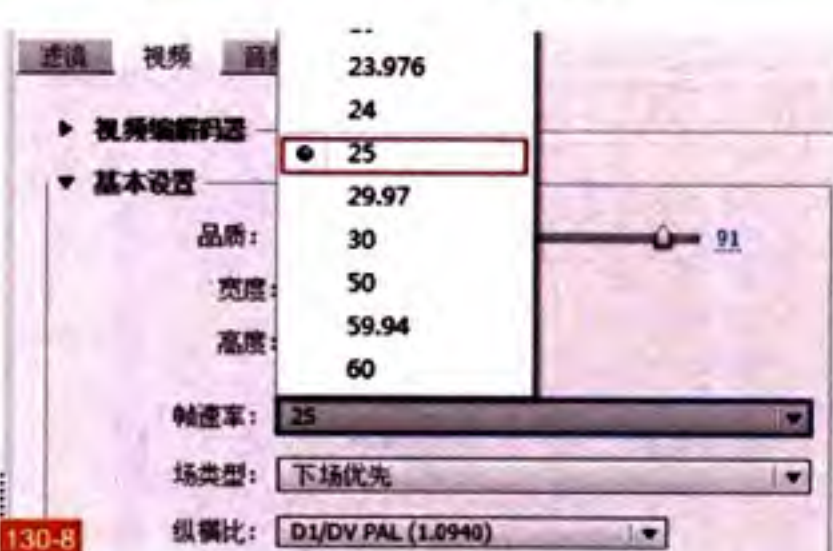 滤镜 视频
23.976
24
视频编解码器
25
基本设置
29.97
品质: 30 91
宽度: 50
59.94
高度:
60
帧速率: 25
场类型: 下场优先
纵横比: D1/DV PAL (1.0940)
130-8